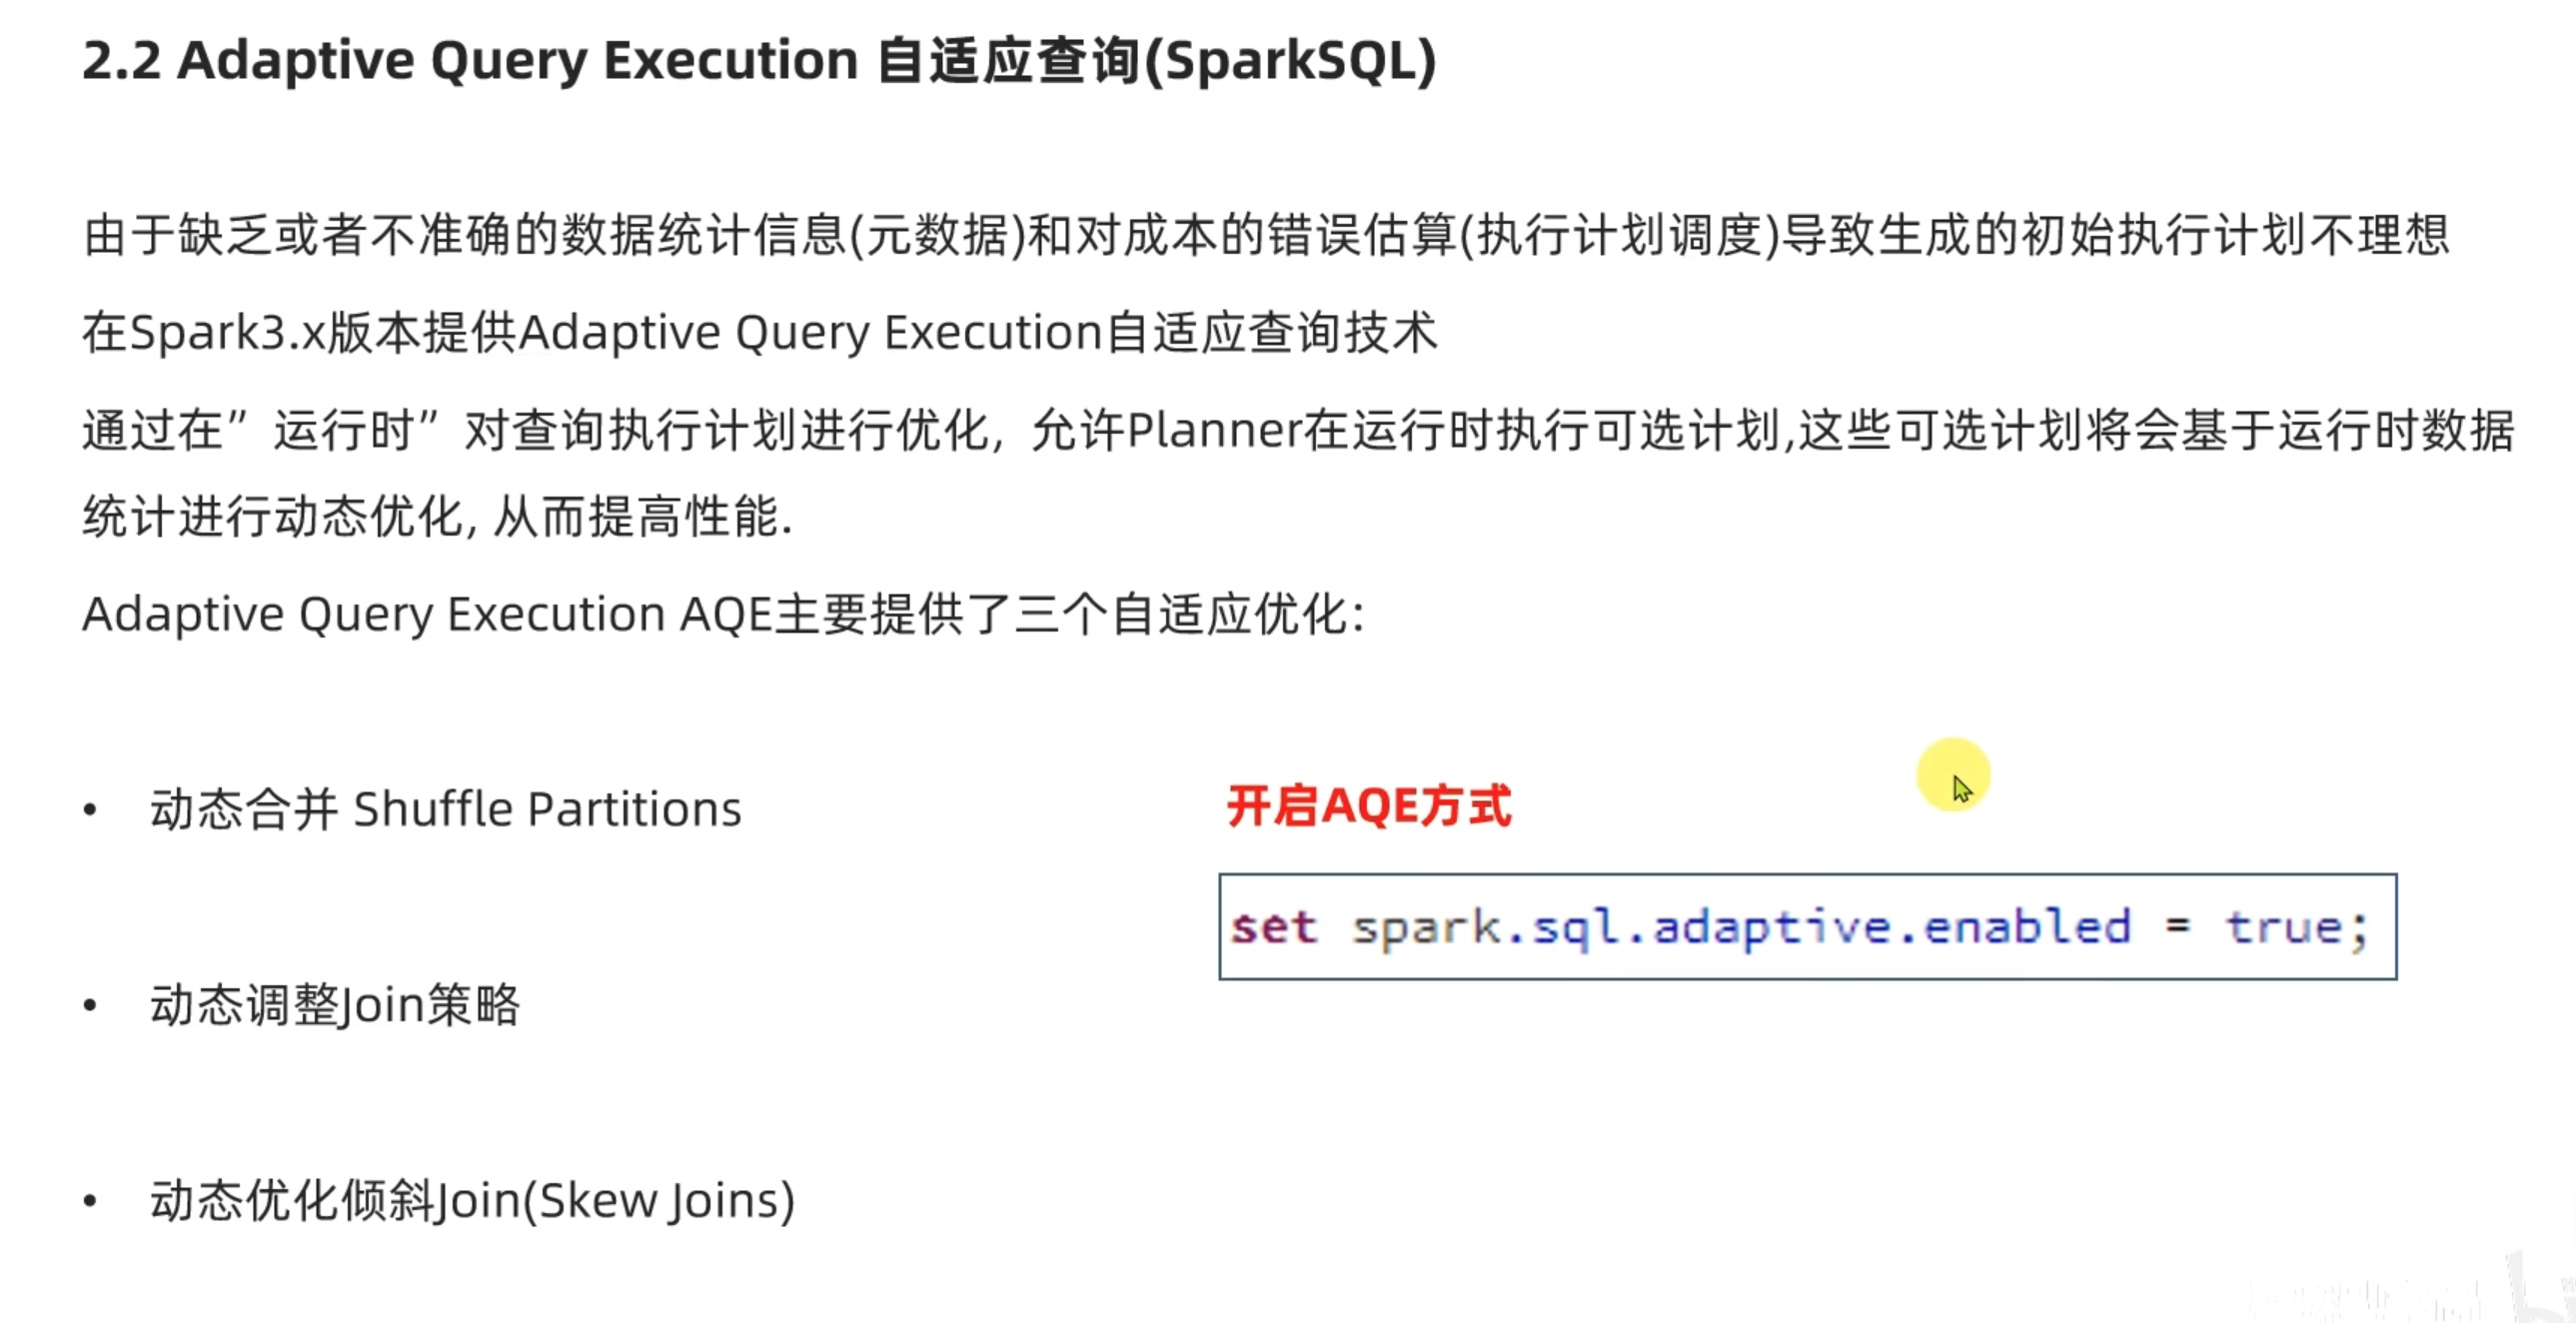 2.2 Adaptive Query Execution 自适应查询(SparkSQL)
由于缺乏或者不准确的数据统计信息(元数据)和对成本的错误估算(执行计划调度)导致生成的初始执行计划不理想
在Spark3.x版本提供Adaptive Query Execution自适应查询技术
通过在”运行时”对查询执行计划进行优化, 允许Planner在运行时执行可选计划,这些可选计划将会基于运行时数据
统计进行动态优化, 从而提高性能.
Adaptive Query Execution AQE主要提供了三个自适应优化:
• 动态合并 Shuffle Partitions
开启AQE方式
set spark.sql.adaptive.enabled = true;
• 动态调整Join策略
• 动态优化倾斜Join(Skew Joins)